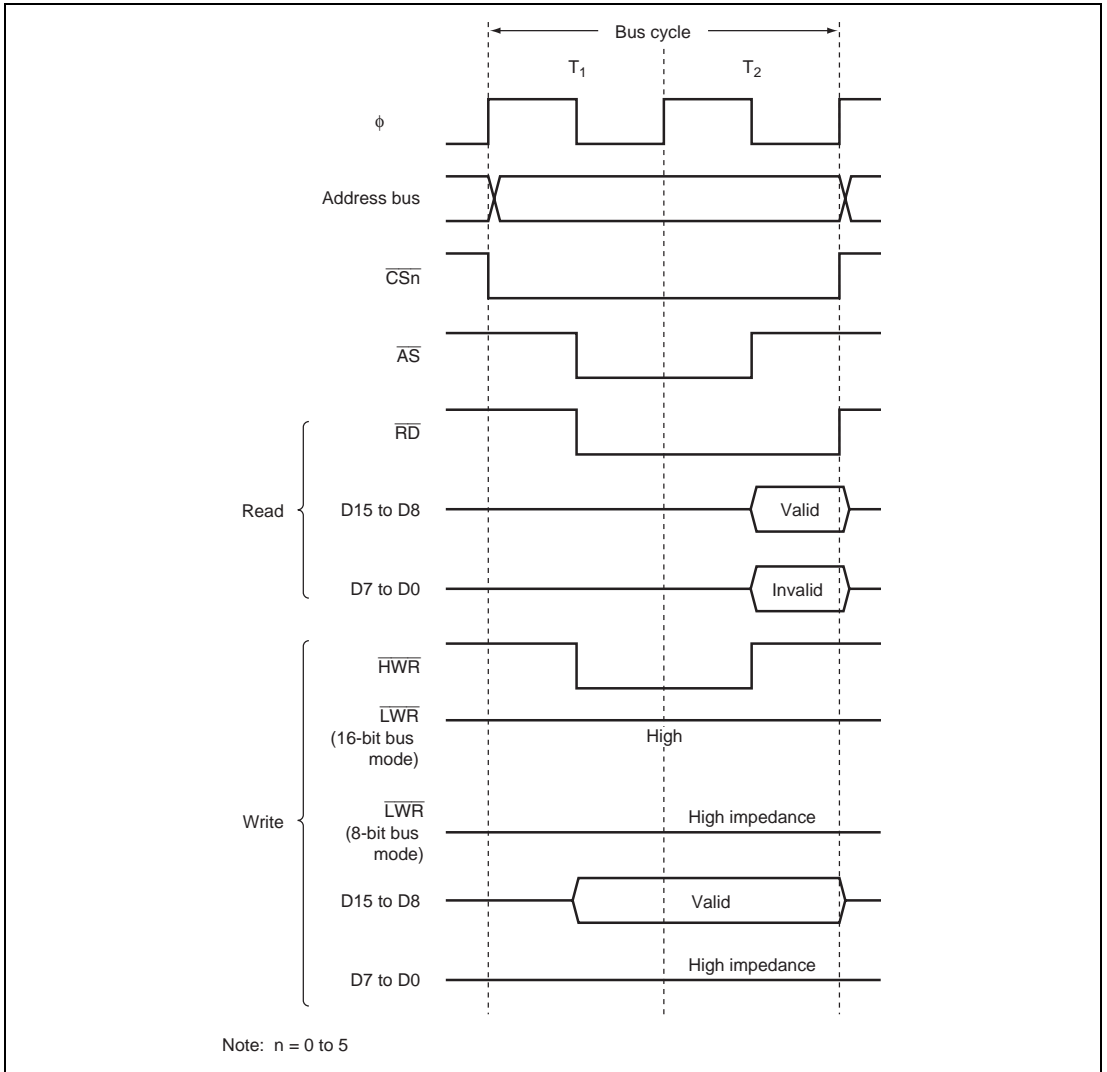 Bus cycle
T1 T2
φ
Address bus
CSn
AS
RD
Read
D15 to D8 Valid
D7 to D0 Invalid
HWR
LWR
(16-bit bus
mode)
High
Write
LWR
(8-bit bus
mode)
High impedance
D15 to D8 Valid
D7 to D0 High impedance
Note: n = 0 to 5